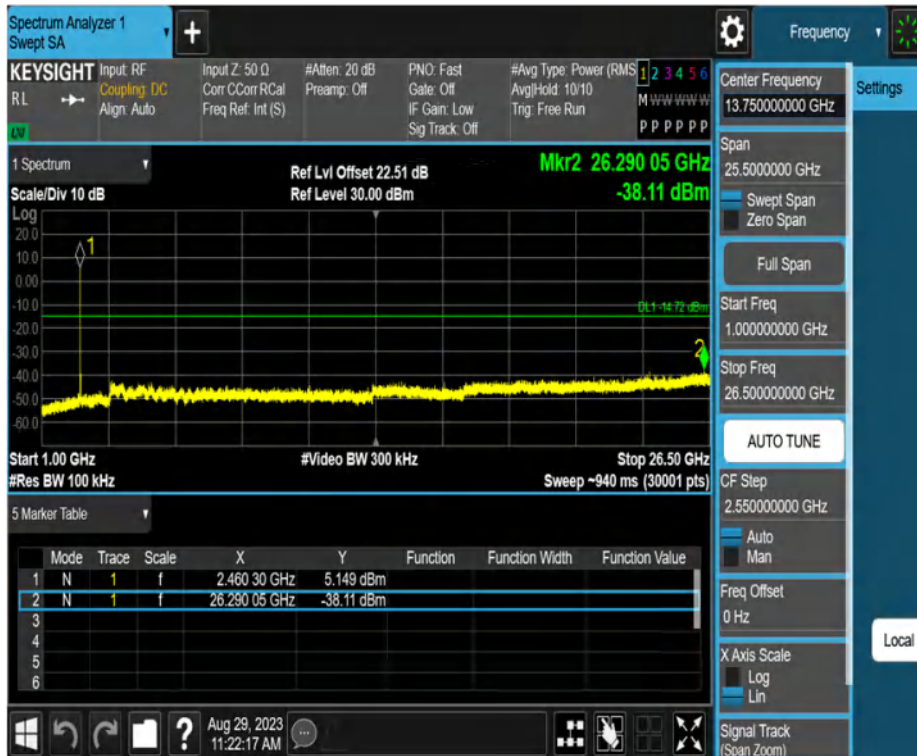 Spectrum Analyzer 1
Swept SA
+
Frequency
KEYSIGHT
RL
Input: RF
Coupling: DC
Align: Auto
Input Z: 50 Ω
Corr CCorr RCal
Freq Ref: Int (S)
#Atten: 20 dB
Preamp: Off
PNO: Fast
Gate: Off
IF Gain: Low
Sig Track: Off
#Avg Type: Power (RMS
Avg|Hold: 10/10
Trig: Free Run
1 2 3 4 5 6
M W W W W W
P P P P P P
1 Spectrum
Scale/Div 10 dB
Ref Lvl Offset 22.51 dB
Ref Level 30.00 dBm
Mkr2 26.290 05 GHz
-38.11 dBm
Log
20.0
10.0
0.00
-10.0
-20.0
-30.0
-40.0
-50.0
-60.0
1
DL1 -14.72 dBm
2
Start 1.00 GHz
#Video BW 300 kHz
Stop 26.50 GHz
#Res BW 100 kHz
Sweep ~940 ms (30001 pts)
5 Marker Table
Mode Trace Scale X Y Function Function Width Function Value
1 N 1 f 2.460 30 GHz 5.149 dBm
2 N 1 f 26.290 05 GHz -38.11 dBm
3
4
5
6
Aug 29, 2023
11:22:17 AM
Center Frequency
13.750000000 GHz
Span
25.5000000 GHz
Swept Span
Zero Span
Full Span
Start Freq
1.000000000 GHz
Stop Freq
26.500000000 GHz
AUTO TUNE
CF Step
2.550000000 GHz
Auto
Man
Freq Offset
0 Hz
X Axis Scale
Log
Lin
Signal Track
(Span Zoom)
Settings
Local